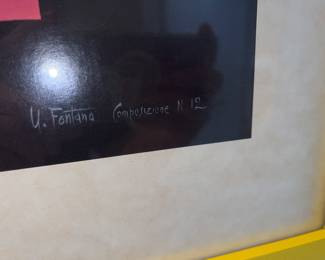 U. Fontana Composizione N. 12